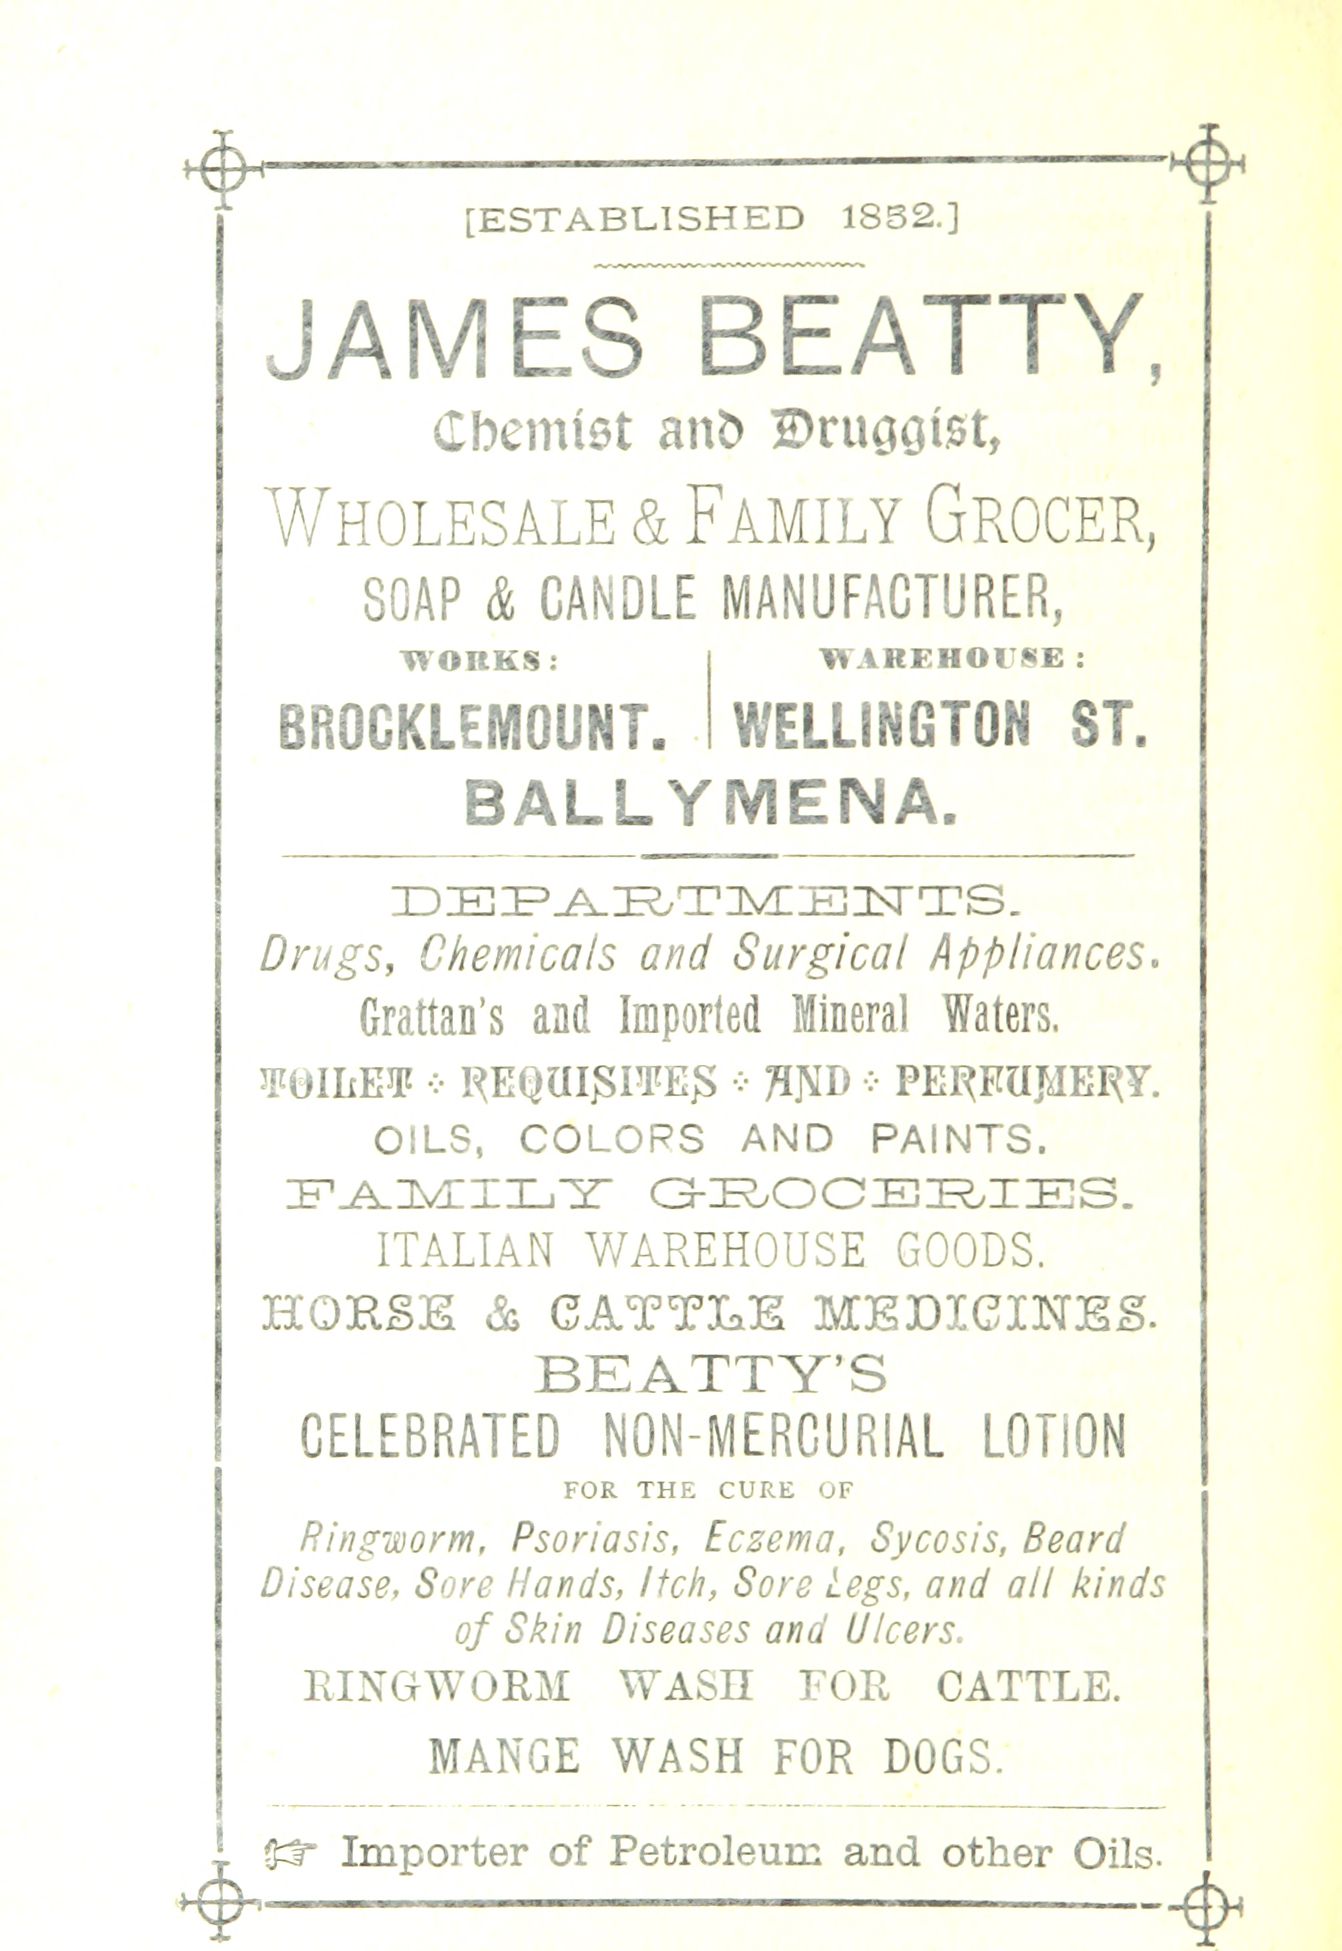 [ESTABLISHED 1852.]
JAMES BEATTY,
Chemist and Druggist,
WHOLESALE & FAMILY GROCER,
SOAP & CANDLE MANUFACTURER,
WORKS:
BROCKLEMOUNT.
WAREHOUSE:
WELLINGTON ST.
BALLYMENA.
DEPARTMENTS.
Drugs, Chemicals and Surgical Appliances.
Grattan's and Imported Mineral Waters.
TOILET REQUISITES AND PERFUMERY.
OILS, COLORS AND PAINTS.
FAMILY GROCERIES.
ITALIAN WAREHOUSE GOODS.
HORSE & CATTLE MEDICINES.
BEATTY'S
CELEBRATED NON-MERCURIAL LOTION
FOR THE CURE OF
Ringworm, Psoriasis, Eczema, Sycosis, Beard
Disease, Sore Hands, Itch, Sore Legs, and all kinds
of Skin Diseases and Ulcers.
RINGWORM WASH FOR CATTLE.
MANGE WASH FOR DOGS.
☞ Importer of Petroleum and other Oils.